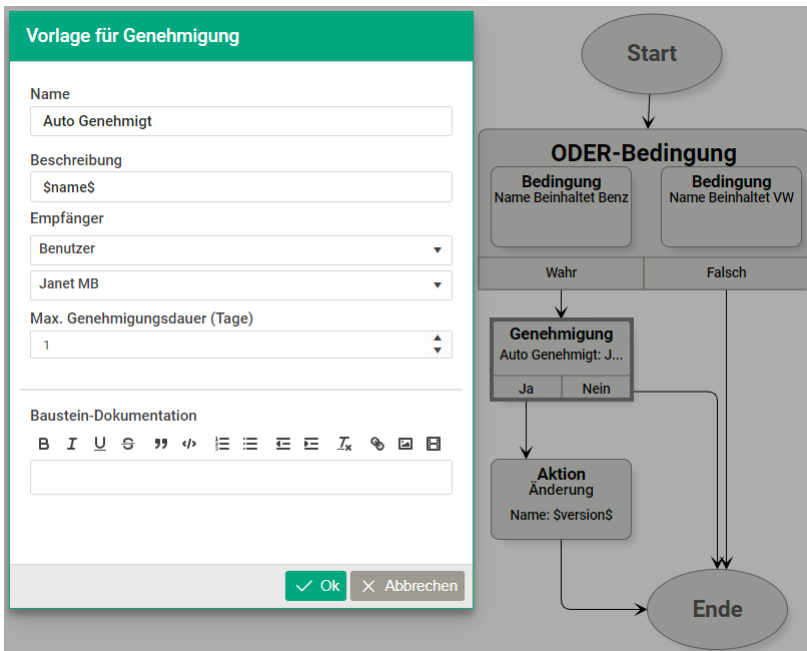 Vorlage für Genehmigung
Name
Auto Genehmigt
Beschreibung
$name$
Empfänger
Benutzer
Janet MB
Max. Genehmigungsdauer (Tage)
1
Baustein-Dokumentation
Ok
Abbrechen
Start
ODER-Bedingung
Bedingung
Name Beinhaltet Benz
Bedingung
Name Beinhaltet VW
Wahr
Falsch
Genehmigung
Auto Genehmigt: J...
Ja
Nein
Aktion
Änderung
Name: $version$
Ende